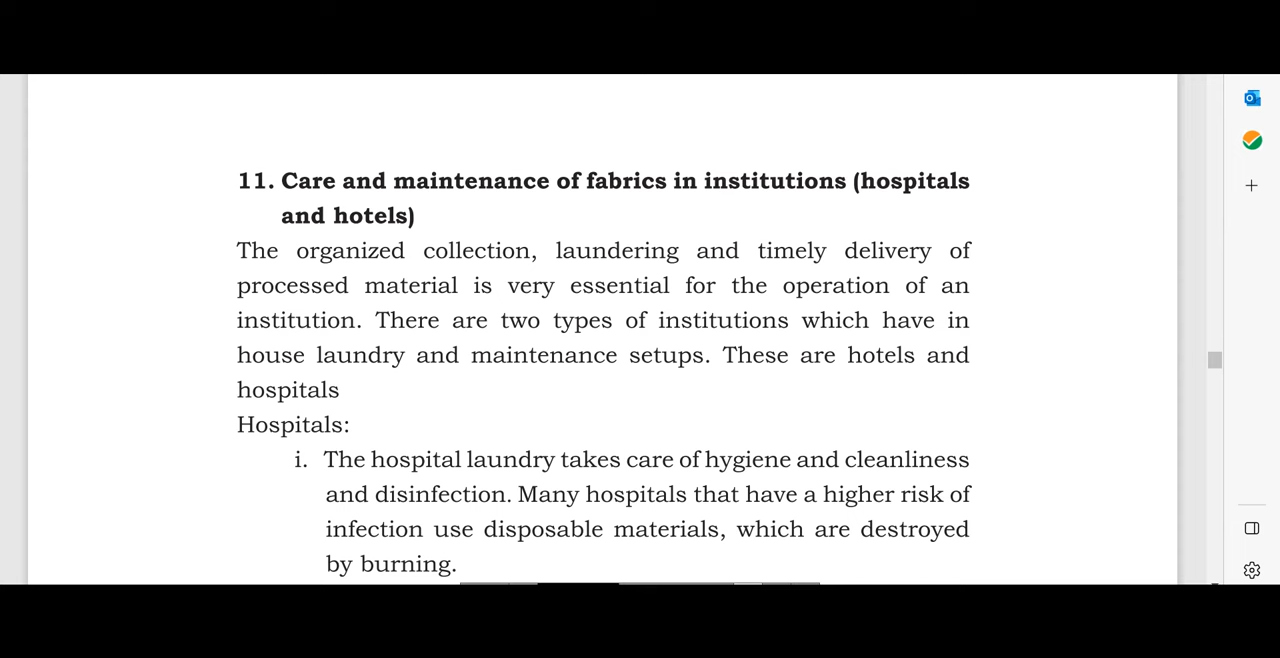 11. Care and maintenance of fabrics in institutions (hospitals
and hotels)
The organized collection, laundering and timely delivery of
processed material is very essential for the operation of an
institution. There are two types of institutions which have in
house laundry and maintenance setups. These are hotels and
hospitals
Hospitals:
i. The hospital laundry takes care of hygiene and cleanliness
and disinfection. Many hospitals that have a higher risk of
infection use disposable materials, which are destroyed
by burning.